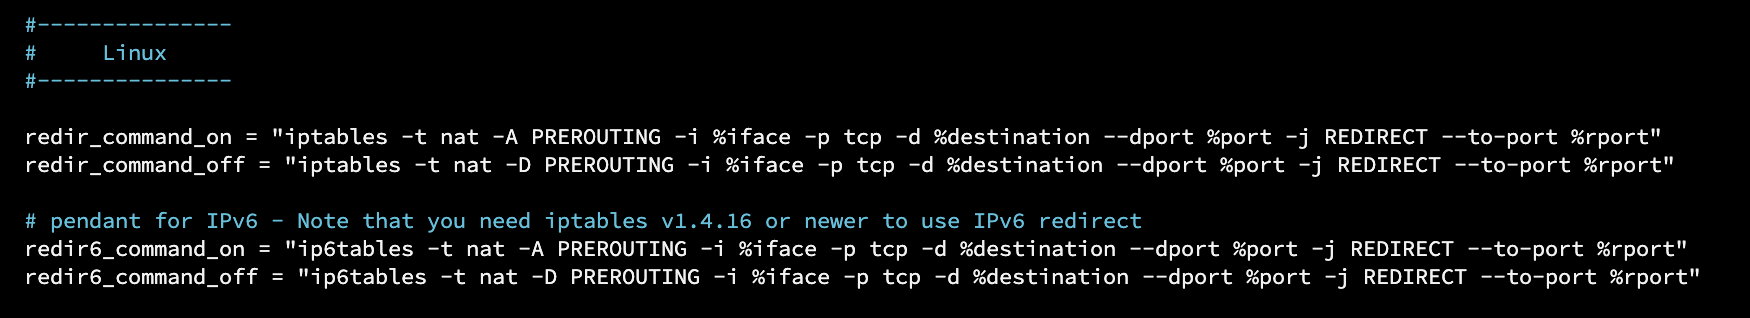 #---------------
#     Linux
#---------------

redir_command_on = "iptables -t nat -A PREROUTING -i %iface -p tcp -d %destination --dport %port -j REDIRECT --to-port %rport"
redir_command_off = "iptables -t nat -D PREROUTING -i %iface -p tcp -d %destination --dport %port -j REDIRECT --to-port %rport"

# pendant for IPv6 - Note that you need iptables v1.4.16 or newer to use IPv6 redirect
redir6_command_on = "ip6tables -t nat -A PREROUTING -i %iface -p tcp -d %destination --dport %port -j REDIRECT --to-port %rport"
redir6_command_off = "ip6tables -t nat -D PREROUTING -i %iface -p tcp -d %destination --dport %port -j REDIRECT --to-port %rport"